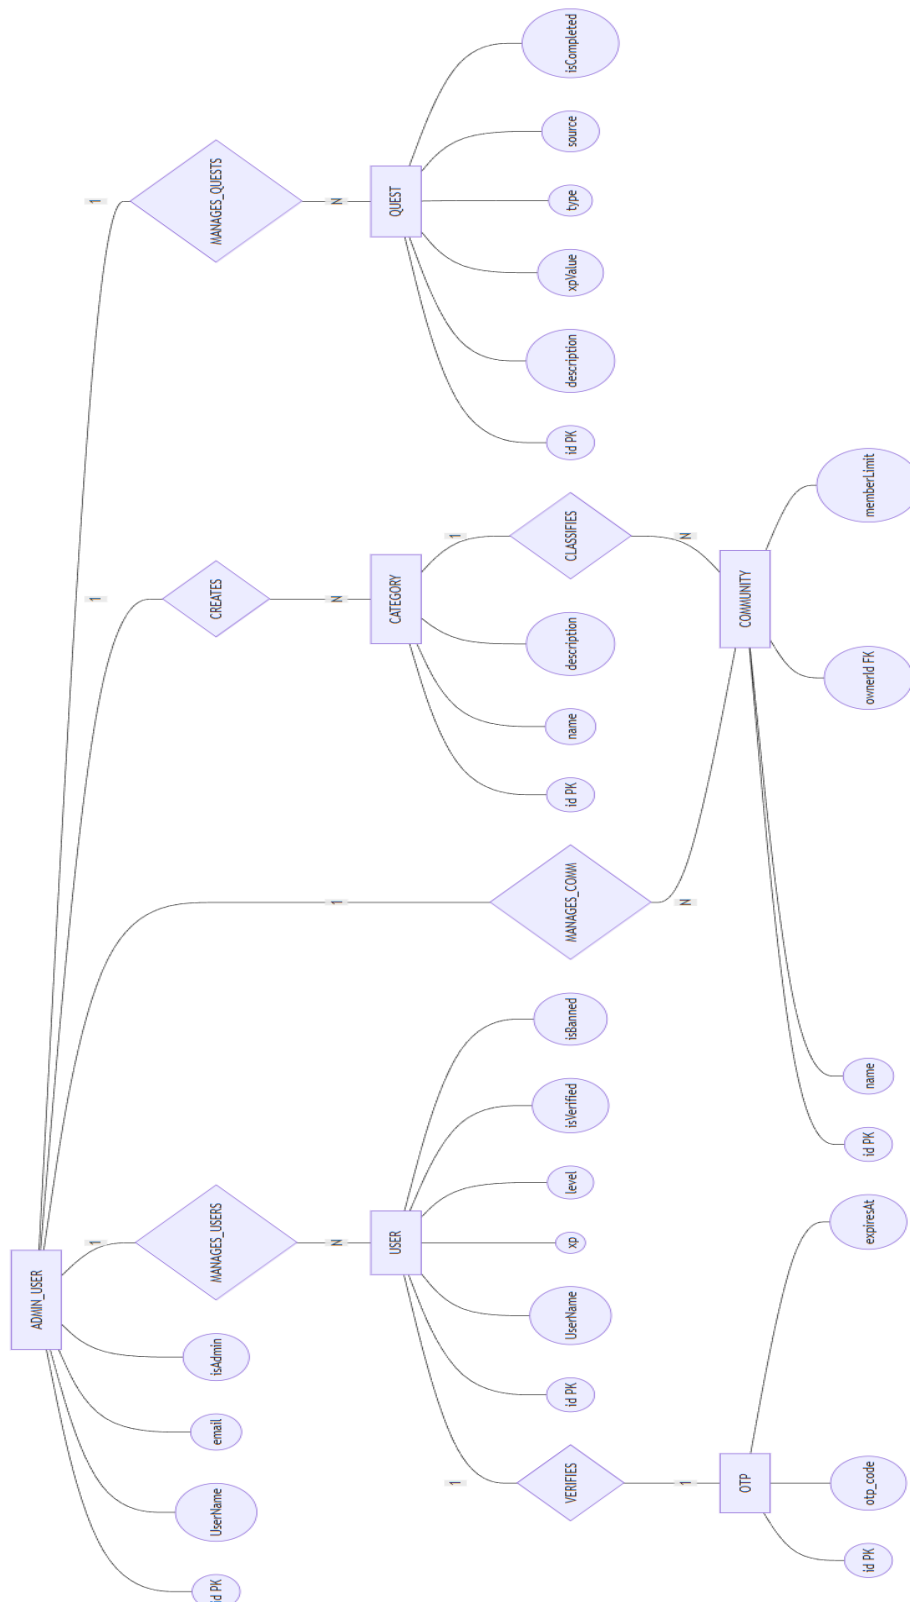 ADMIN_USER
id PK
UserName
email
isAdmin
1
MANAGES_USERS
N
1
1
CREATES
N
1
MANAGES_QUESTS
N
USER
id PK
UserName
xp
level
isVerified
isBanned
1
VERIFIES
1
OTP
id PK
otp_code
expiresAt
MANAGES_COMM
N
CATEGORY
id PK
name
description
1
CLASSIFIES
N
COMMUNITY
id PK
name
ownerId FK
memberLimit
QUEST
id PK
description
xpValue
type
source
isCompleted